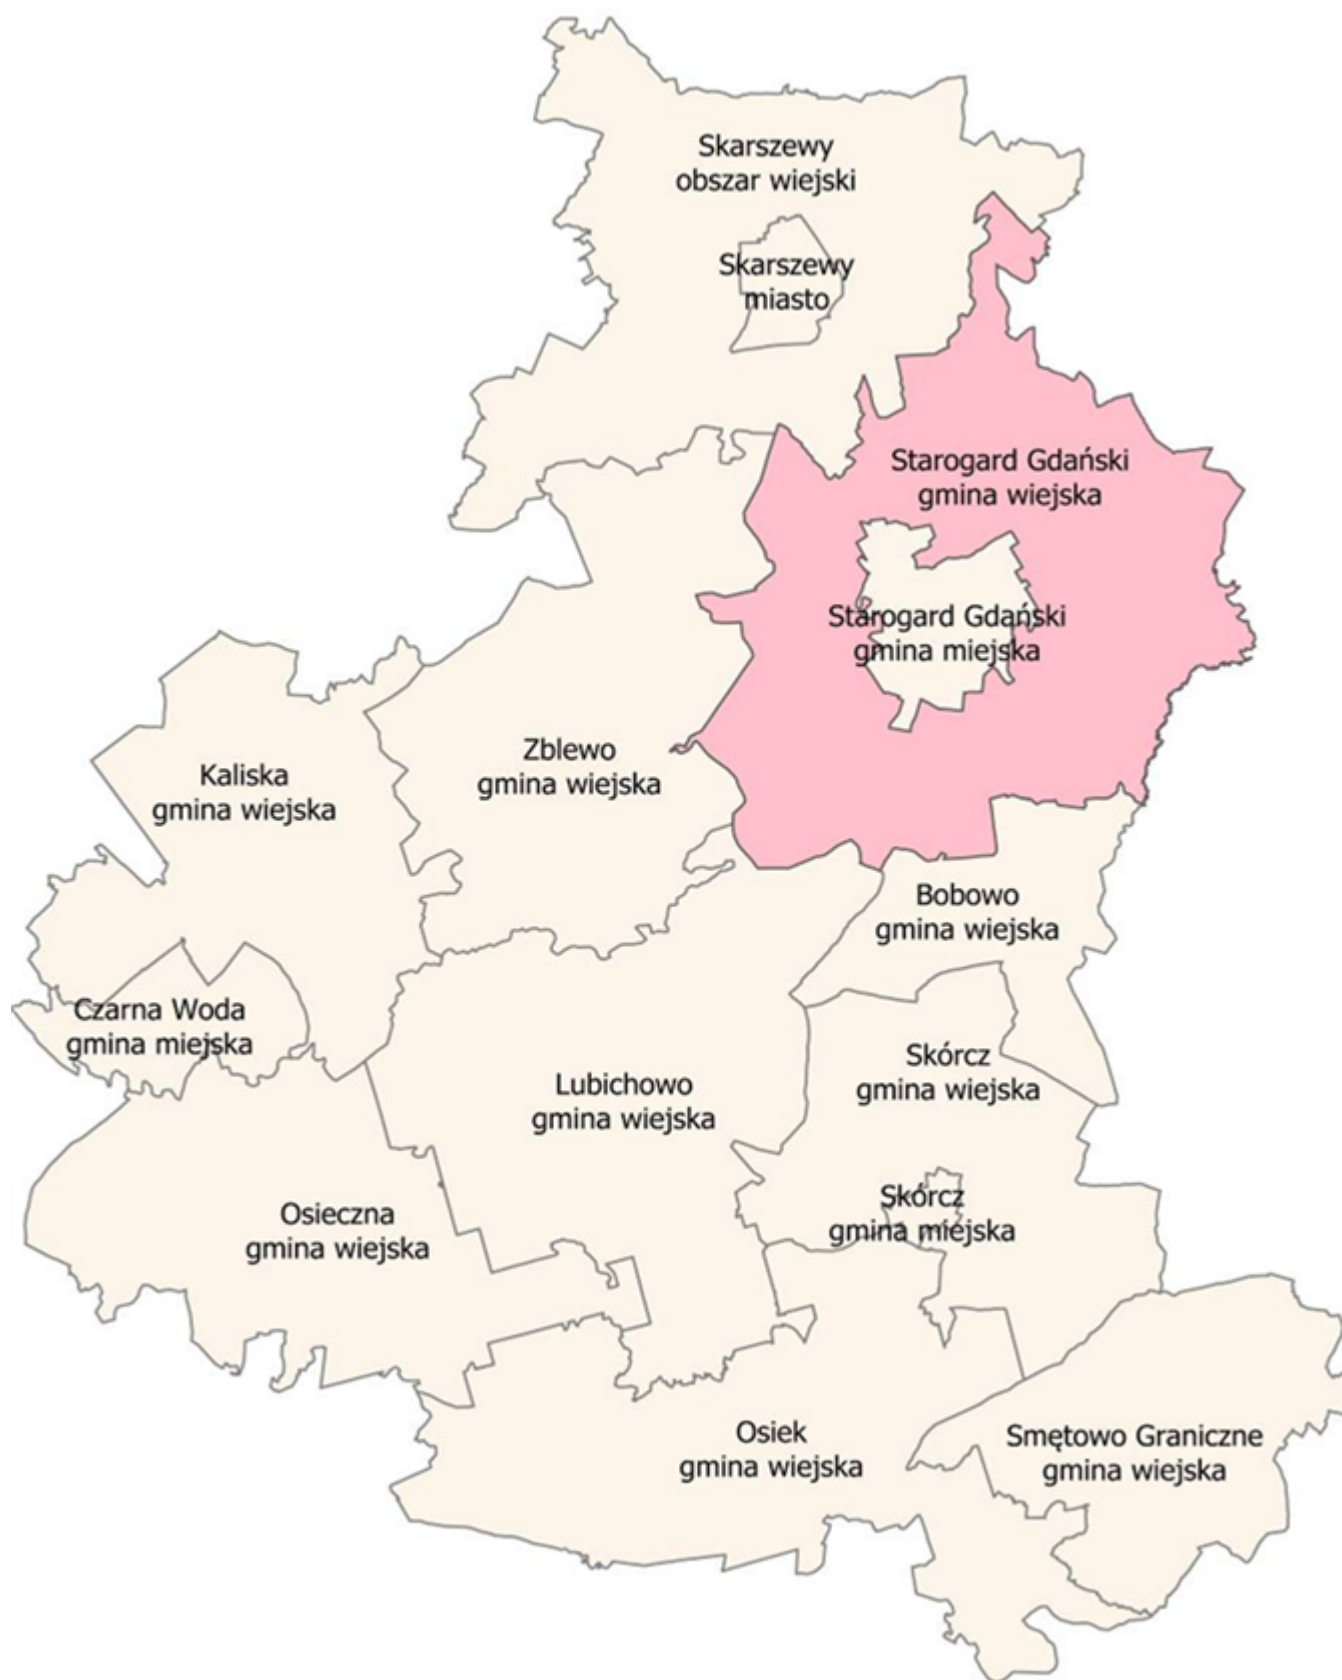 Skarszewy
obszar wiejski
Skarszewy
miasto
Starogard Gdański
gmina wiejska
Starogard Gdański
gmina miejska
Zblewo
gmina wiejska
Kaliska
gmina wiejska
Bobowo
gmina wiejska
Czarna Woda
gmina miejska
Skórcz
gmina wiejska
Lubichowo
gmina wiejska
Skórcz
gmina miejska
Osieczna
gmina wiejska
Osiek
gmina wiejska
Smętowo Graniczne
gmina wiejska